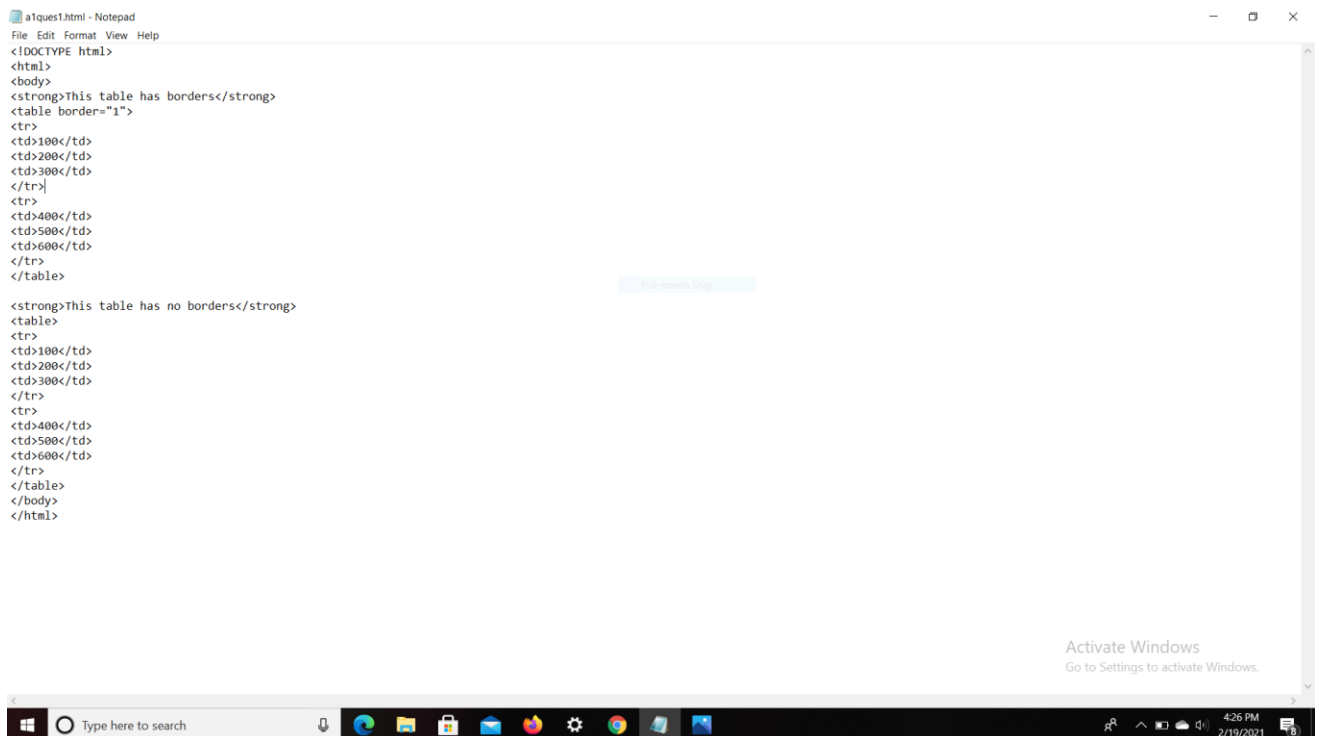 a1ques1.html - Notepad
File Edit Format View Help
<!DOCTYPE html>
<html>
<body>
<strong>This table has borders</strong>
<table border="1">
<tr>
<td>100</td>
<td>200</td>
<td>300</td>
</tr>
<tr>
<td>400</td>
<td>500</td>
<td>600</td>
</tr>
</table>
Full-screen Snip
<strong>This table has no borders</strong>
<table>
<tr>
<td>100</td>
<td>200</td>
<td>300</td>
</tr>
<tr>
<td>400</td>
<td>500</td>
<td>600</td>
</tr>
</table>
</body>
</html>
Activate Windows
Go to Settings to activate Windows.
Type here to search
4:26 PM
2/19/2021
8